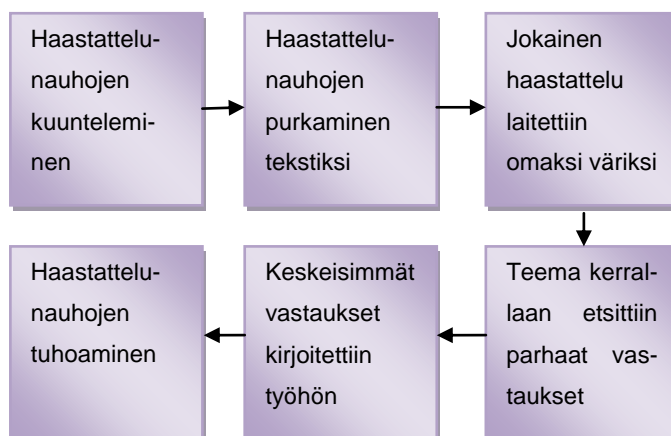 Haastattelu-
nauhojen
kuuntelemi-
nen
Haastattelu-
nauhojen
purkaminen
tekstiksi
Jokainen
haastattelu
laitettiin
omaksi väriksi
Teema kerral-
laan etsittiin
parhaat vas-
taukset
Keskeisimmät
vastaukset
kirjoitettiin
työhön
Haastattelu-
nauhojen
tuhoaminen